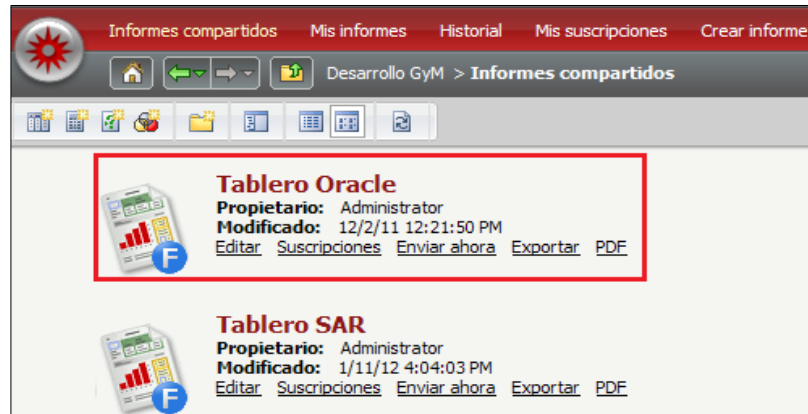 Informes compartidos Mis informes Historial Mis suscripciones Crear informe
Desarrollo GyM > Informes compartidos
Tablero Oracle
Propietario: Administrator
Modificado: 12/2/11 12:21:50 PM
Editar Suscripciones Enviar ahora Exportar PDF
F
Tablero SAR
Propietario: Administrator
Modificado: 1/11/12 4:04:03 PM
Editar Suscripciones Enviar ahora Exportar PDF
F